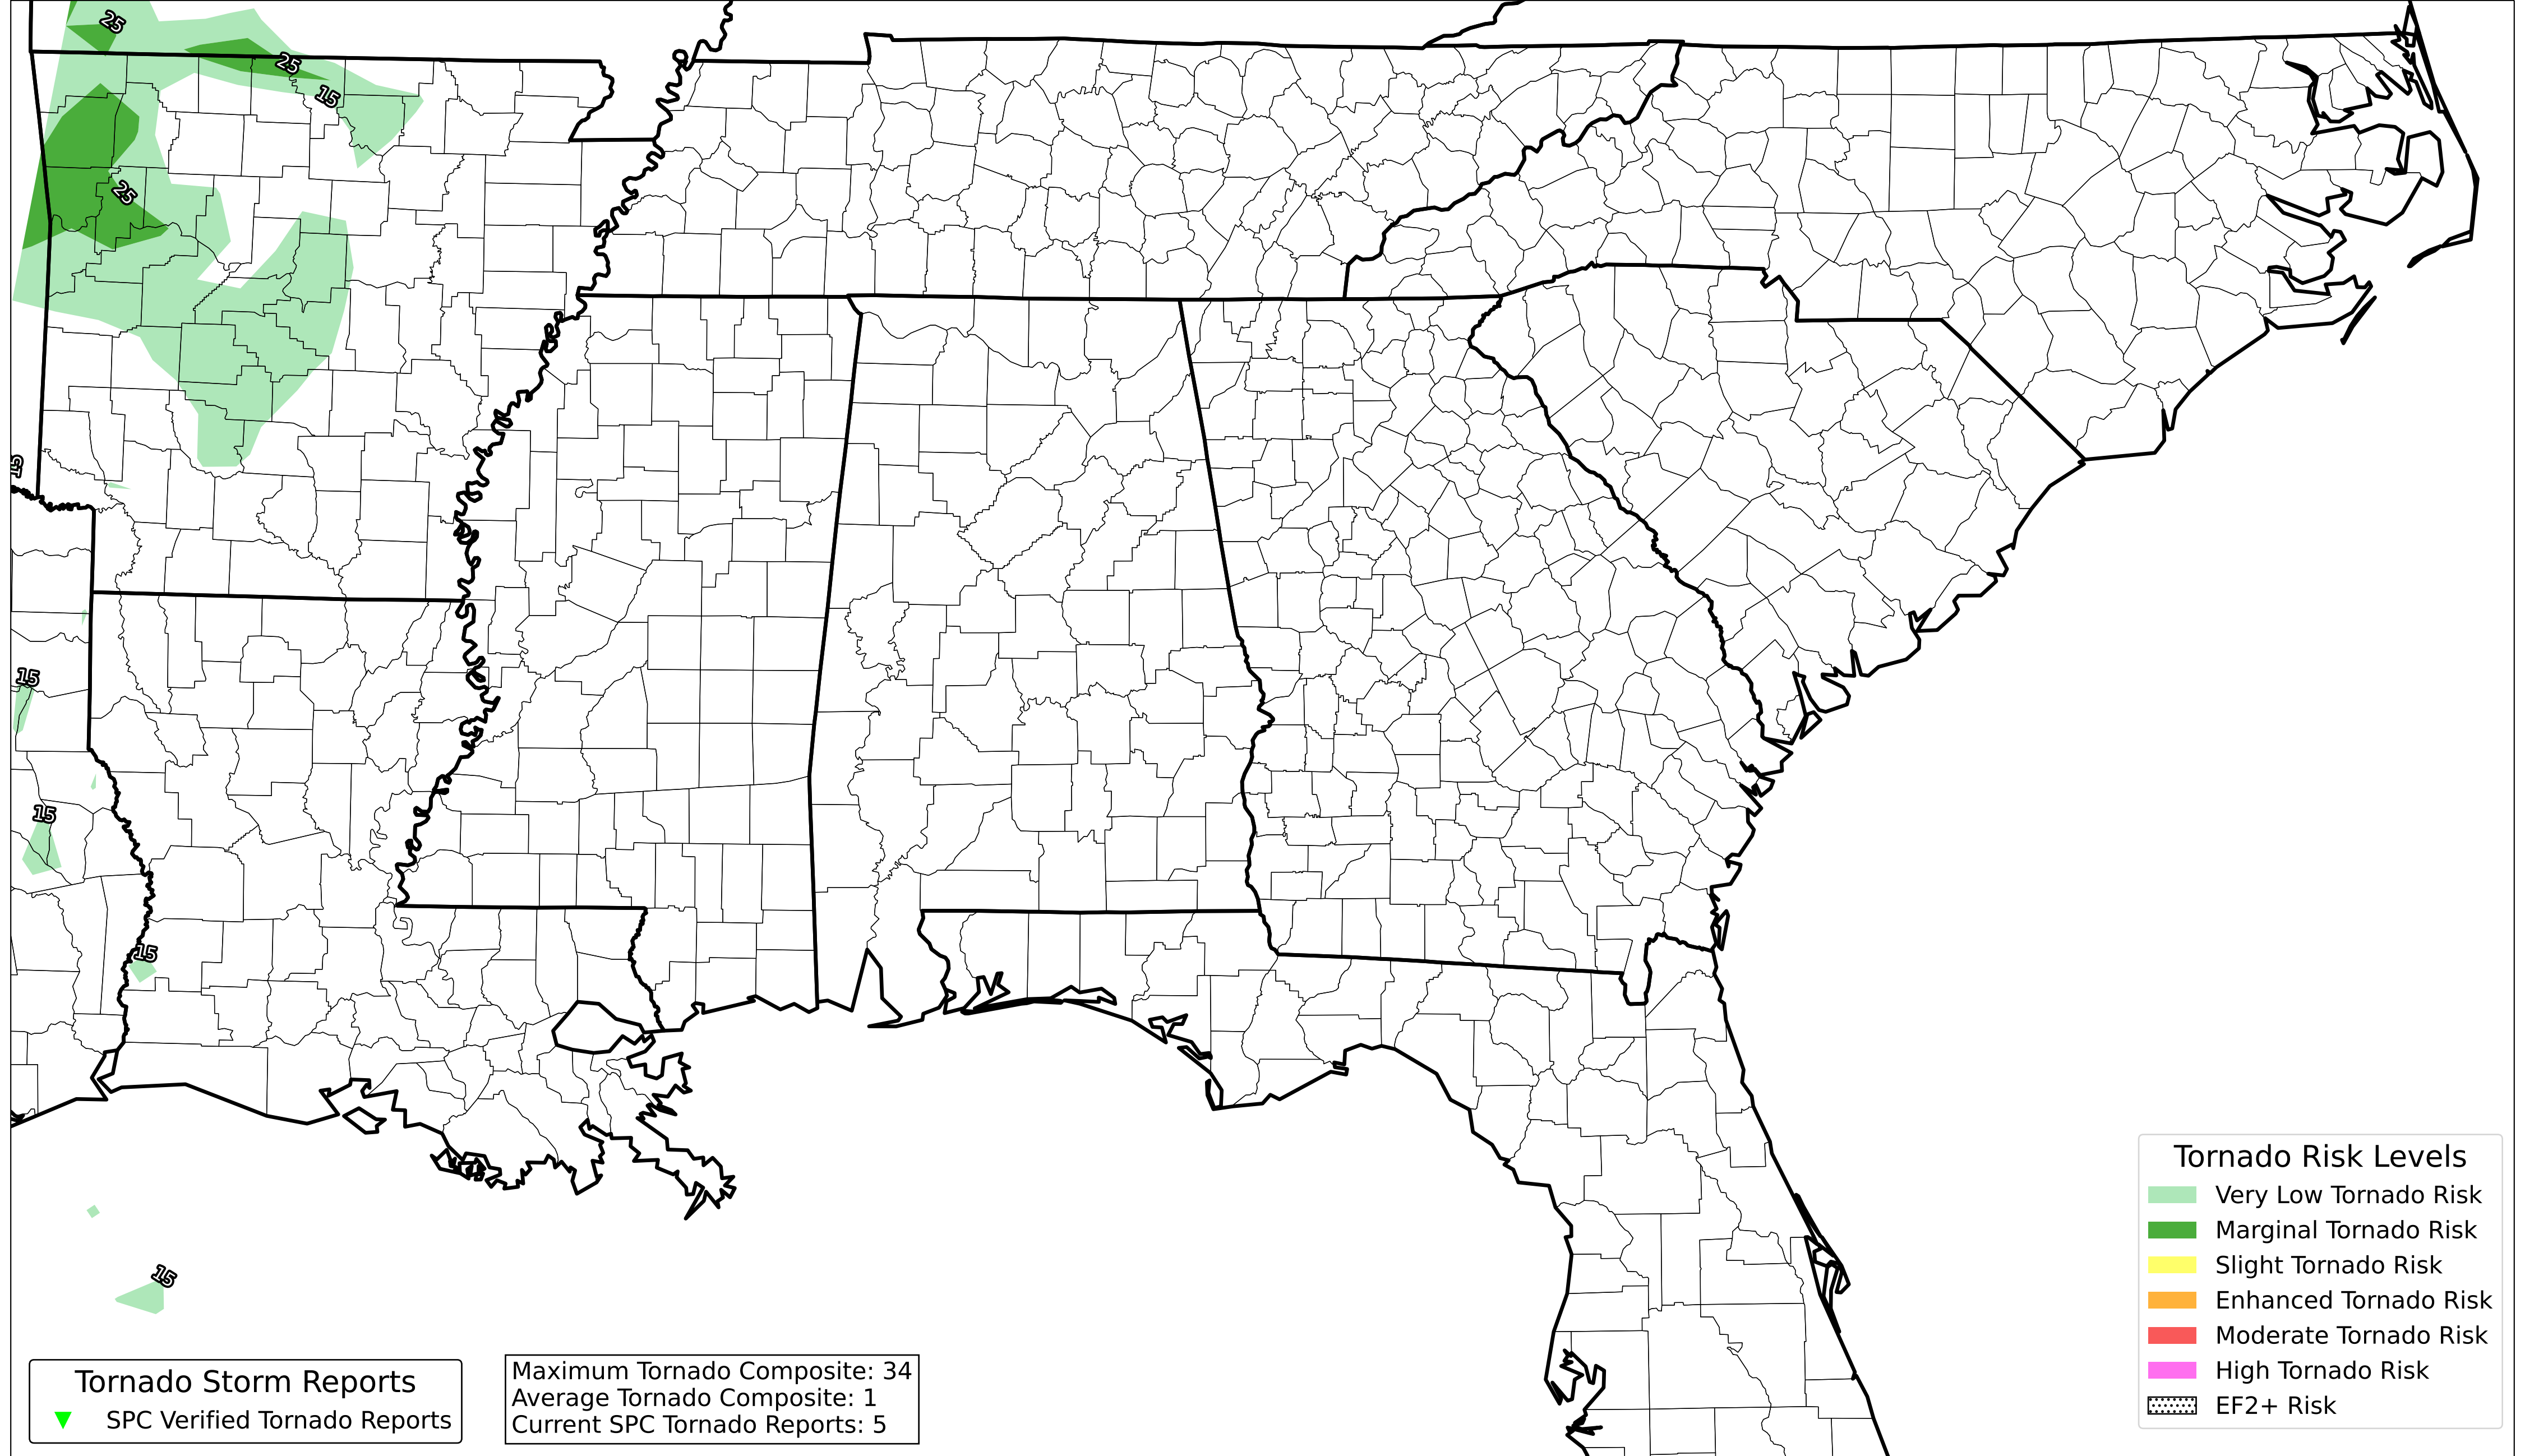 25
25
15
25
15
15
15
15
15
Tornado Storm Reports
SPC Verified Tornado Reports
Maximum Tornado Composite: 34
Average Tornado Composite: 1
Current SPC Tornado Reports: 5
Tornado Risk Levels
Very Low Tornado Risk
Marginal Tornado Risk
Slight Tornado Risk
Enhanced Tornado Risk
Moderate Tornado Risk
High Tornado Risk
EF2+ Risk